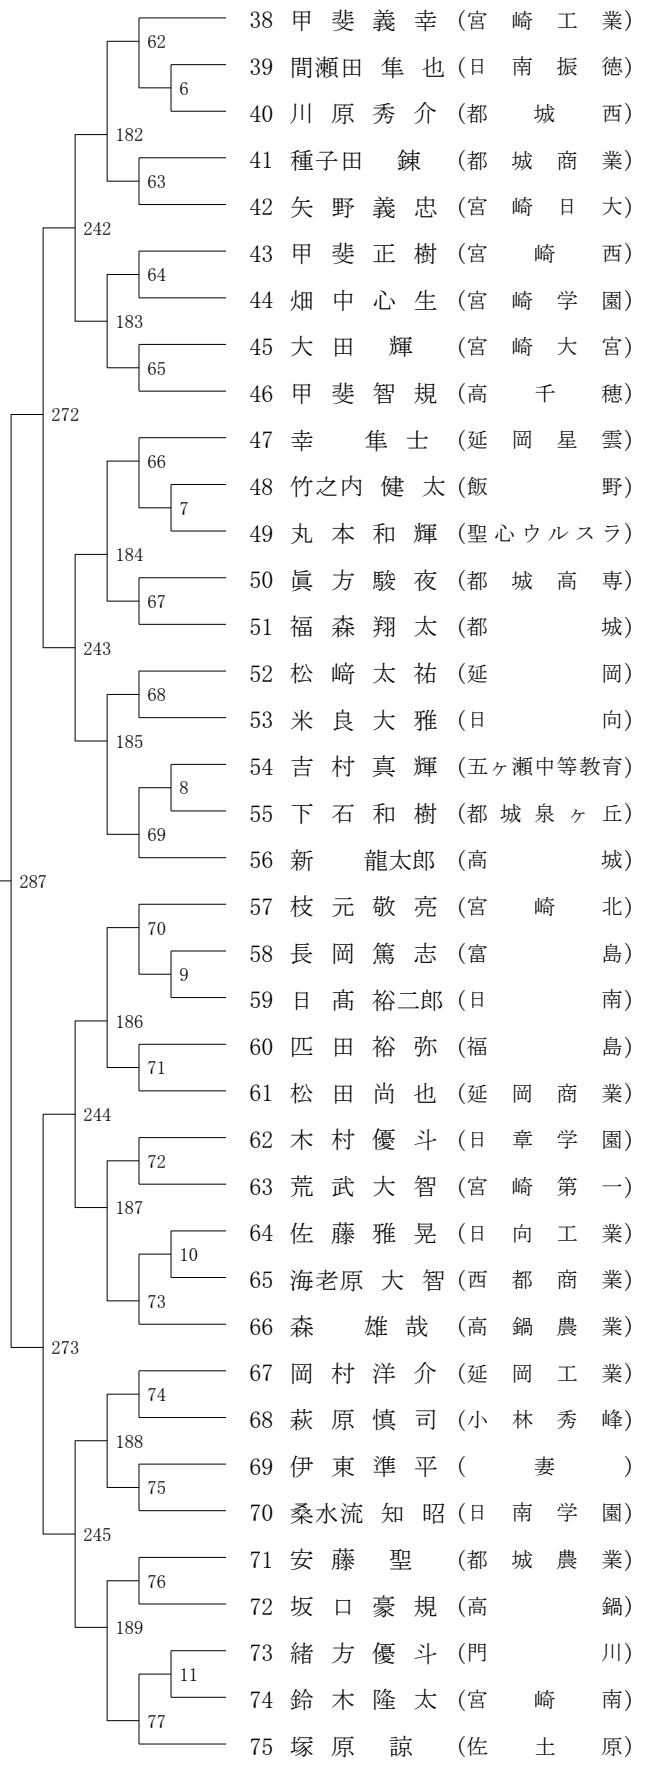 38 甲斐義幸 (宮崎工業)
62
39 間瀬田隼也 (日南振徳)
6
40 川原秀介 (都城西)
182
41 種子田錬 (都城商業)
63
42 矢野義忠 (宮崎日大)
242
43 甲斐正樹 (宮崎西)
64
44 畑中心生 (宮崎学園)
183
45 大田輝 (宮崎大宮)
65
46 甲斐智規 (高千穂)
272
47 幸隼士 (延岡星雲)
66
48 竹之内健太 (飯野)
7
49 丸本和輝 (聖心ウルスラ)
184
50 眞方駿夜 (都城高専)
67
51 福森翔太 (都城)
243
52 松﨑太祐 (延岡)
68
53 米良大雅 (日向)
185
54 吉村真輝 (五ヶ瀬中等教育)
8
55 下石和樹 (都城泉ヶ丘)
69
56 新龍太郎 (高城)
287
57 枝元敬亮 (宮崎北)
70
58 長岡篤志 (富島)
9
59 日髙裕二郎 (日南)
186
60 匹田裕弥 (福島)
71
61 松田尚也 (延岡商業)
244
62 木村優斗 (日章学園)
72
63 荒武大智 (宮崎第一)
187
64 佐藤雅晃 (日向工業)
10
65 海老原大智 (西都商業)
73
66 森雄哉 (高鍋農業)
273
67 岡村洋介 (延岡工業)
74
68 萩原慎司 (小林秀峰)
188
69 伊東準平 (妻)
75
70 桑水流知昭 (日南学園)
245
71 安藤聖 (都城農業)
76
72 坂口豪規 (高鍋)
189
73 緒方優斗 (門川)
11
74 鈴木隆太 (宮崎南)
77
75 塚原諒 (佐土原)